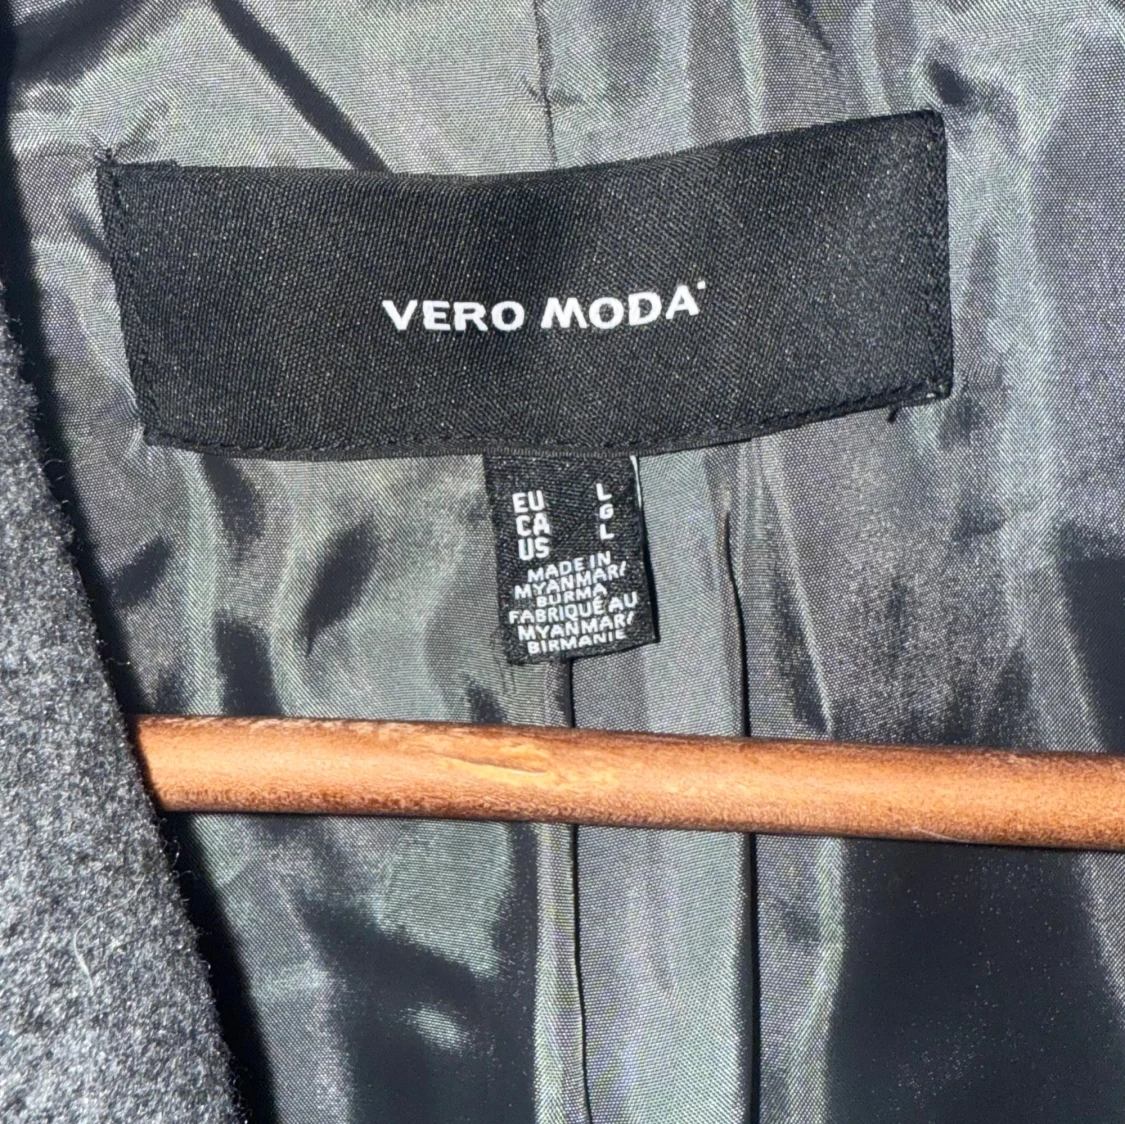 VERO MODA
EU L
CA G
US L
MADE IN
MYANMAR/
BURMA
FABRIQUÉ AU
MYANMAR/
BIRMANIE